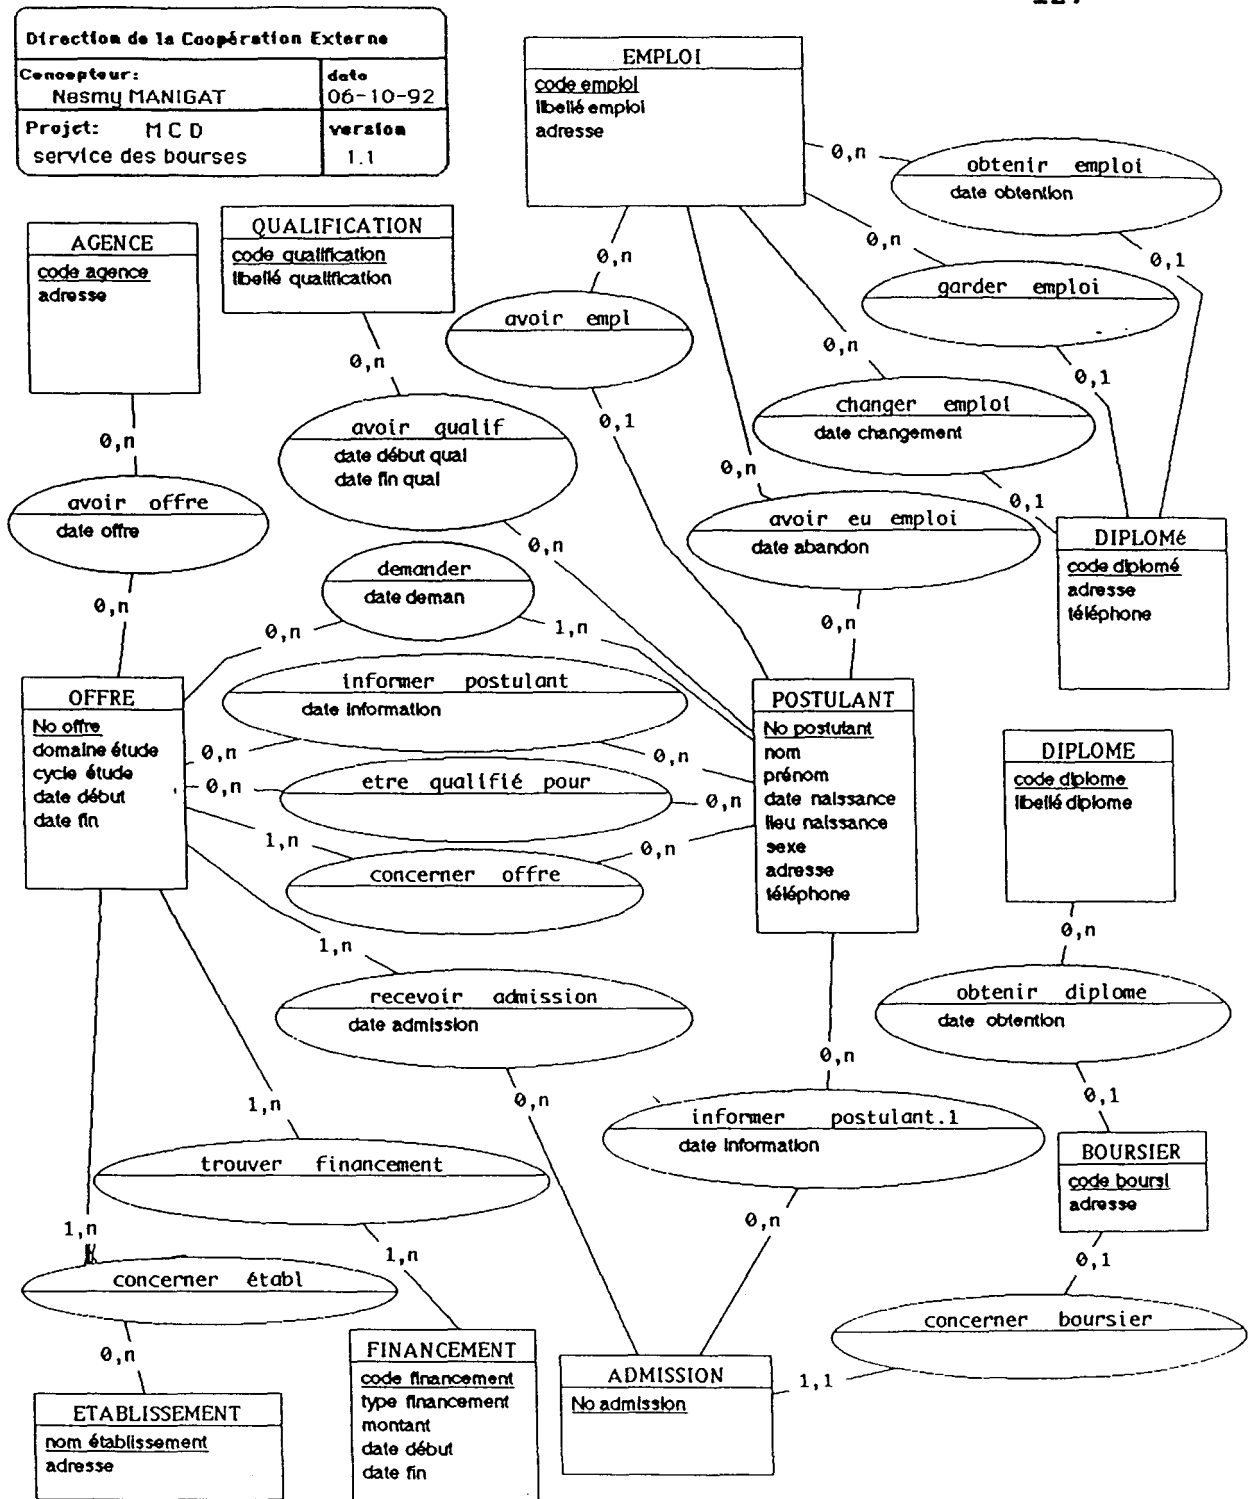 Direction de la Coopération Externe
Concepteur:
Nesmy MANIGAT
date
06-10-92
Projet: MCD
service des bourses
version
1.1
EMPLOI
code emploi
libellé emploi
adresse
0,n
obtenir emploi
date obtention
0,1
AGENCE
code agence
adresse
QUALIFICATION
code qualification
libellé qualification
0,n
0,n
garder emploi
avoir empl
0,n
0,n
0,1
changer emploi
date changement
0,1
0,n
avoir qualif
date début qual
date fin qual
0,1
0,n
avoir offre
date offre
0,n
avoir eu emploi
date abandon
DIPLOMé
code diplomé
adresse
téléphone
0,n
demander
date deman
0,n
0,n
1,n
0,n
informer postulant
date information
OFFRE
No offre
domaine étude
cycle étude
date début
date fin
POSTULANT
No postulant
nom
prénom
date naissance
lieu naissance
sexe
adresse
téléphone
DIPLOME
code diplome
libellé diplome
0,n
0,n
0,n
etre qualifié pour
0,n
1,n
0,n
concerner offre
1,n
0,n
recevoir admission
date admission
obtenir diplome
date obtention
0,n
0,n
0,1
1,n
informer postulant.1
date information
BOURSIER
code boursi
adresse
trouver financement
1,n
1,n
0,n
0,1
concerner établ
concerner boursier
0,n
FINANCEMENT
code financement
type financement
montant
date début
date fin
ADMISSION
No admission
1,1
ETABLISSEMENT
nom établissement
adresse